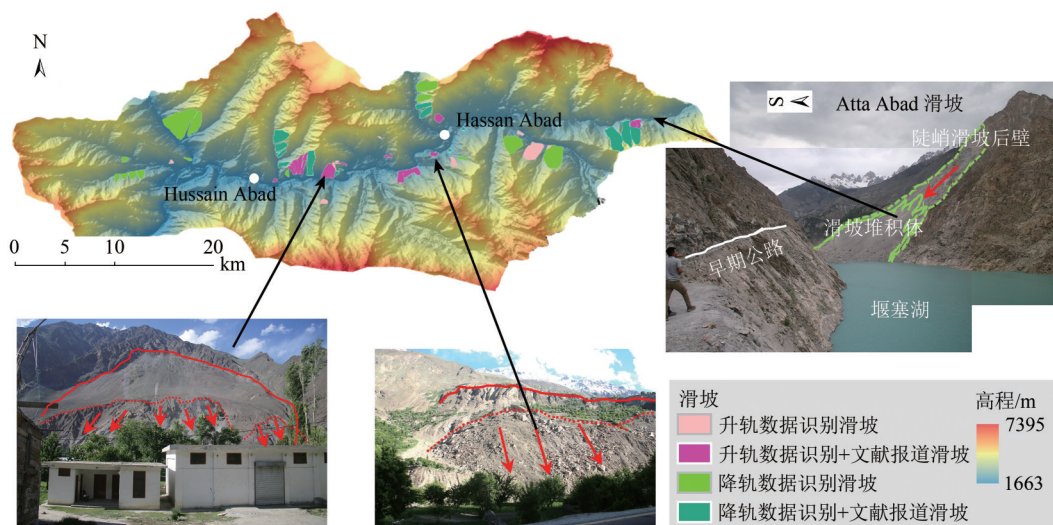 N
Hassan Abad
Hussain Abad
0 5 10 20
km
S
Atta Abad 滑坡
陡峭滑坡后壁
滑坡堆积体
早期公路
堰塞湖
滑坡
升轨数据识别滑坡
升轨数据识别+文献报道滑坡
降轨数据识别滑坡
降轨数据识别+文献报道滑坡
高程/m
7395
1663